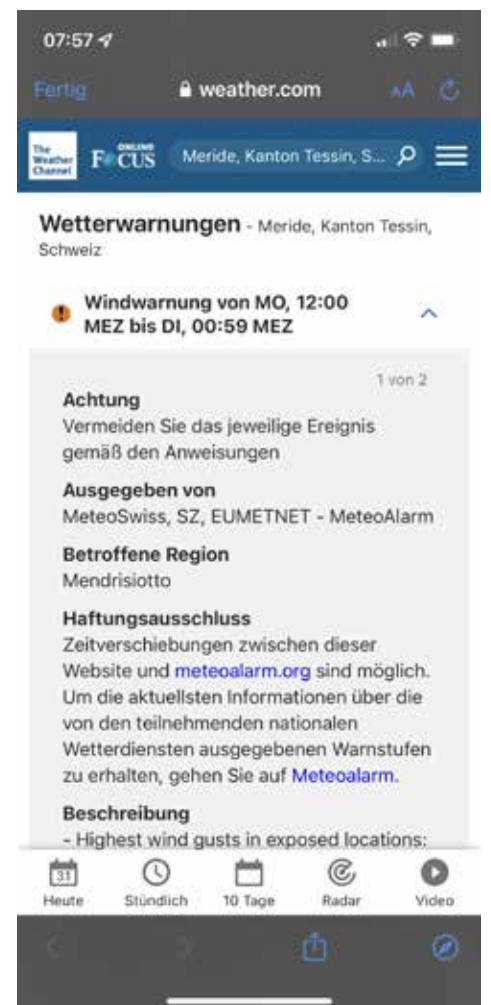 07:57
Fertig
weather.com
AA
The
Weather
Channel
ONLINE
FOCUS
Meride, Kanton Tessin, S...
Wetterwarnungen - Meride, Kanton Tessin,
Schweiz
Windwarnung von MO, 12:00
MEZ bis DI, 00:59 MEZ
1 von 2
Achtung
Vermeiden Sie das jeweilige Ereignis
gemäß den Anweisungen
Ausgegeben von
MeteoSwiss, SZ, EUMETNET - MeteoAlarm
Betroffene Region
Mendrisiotto
Haftungsausschluss
Zeitverschiebungen zwischen dieser
Website und meteoalarm.org sind möglich.
Um die aktuellsten Informationen über die
von den teilnehmenden nationalen
Wetterdiensten ausgegebenen Warnstufen
zu erhalten, gehen Sie auf Meteoalarm.
Beschreibung
- Highest wind gusts in exposed locations:
31
Heute
Stündlich
10 Tage
Radar
Video